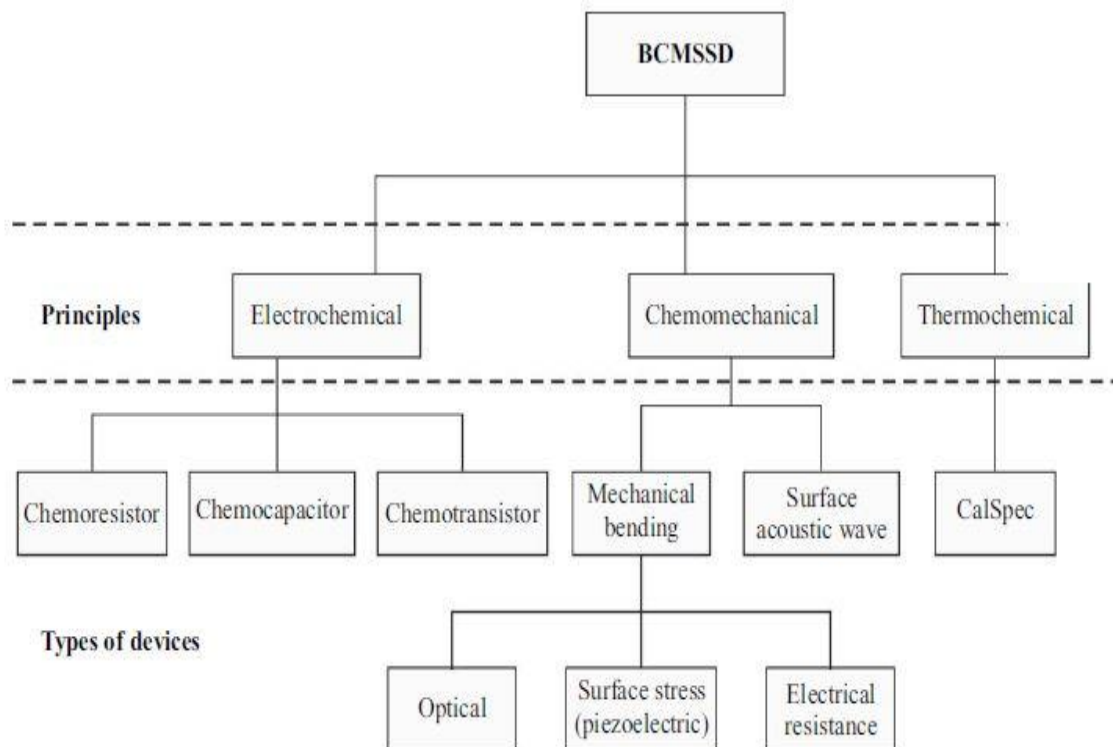 BCMSSD
Principles
Electrochemical
Chemomechanical
Thermochemical
Chemoresistor
Chemocapacitor
Chemotransistor
Mechanical
bending
Surface
acoustic wave
CalSpec
Types of devices
Optical
Surface stress
(piezoelectric)
Electrical
resistance